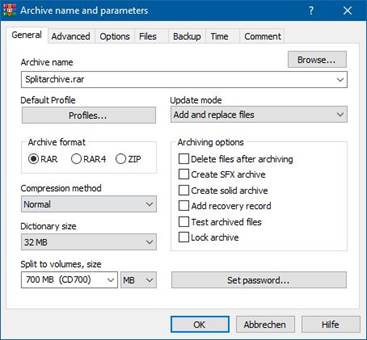 Archive name and parameters
General Advanced Options Files Backup Time Comment
Archive name
Browse...
Splitarchive.rar
Default Profile Update mode
Profiles... Add and replace files
Archive format Archiving options
RAR RAR4 ZIP
Delete files after archiving
Create SFX archive
Compression method
Create solid archive
Normal
Add recovery record
Dictionary size
Test archived files
32 MB
Lock archive
Split to volumes, size
700 MB (CD700) MB Set password...
OK Abbrechen Hilfe